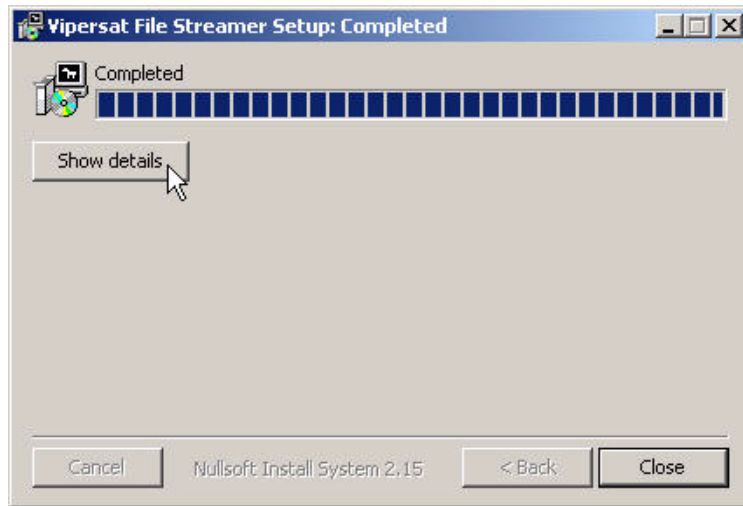 Vipersat File Streamer Setup: Completed
Completed
Show details
Cancel
Nullsoft Install System 2.15
< Back
Close